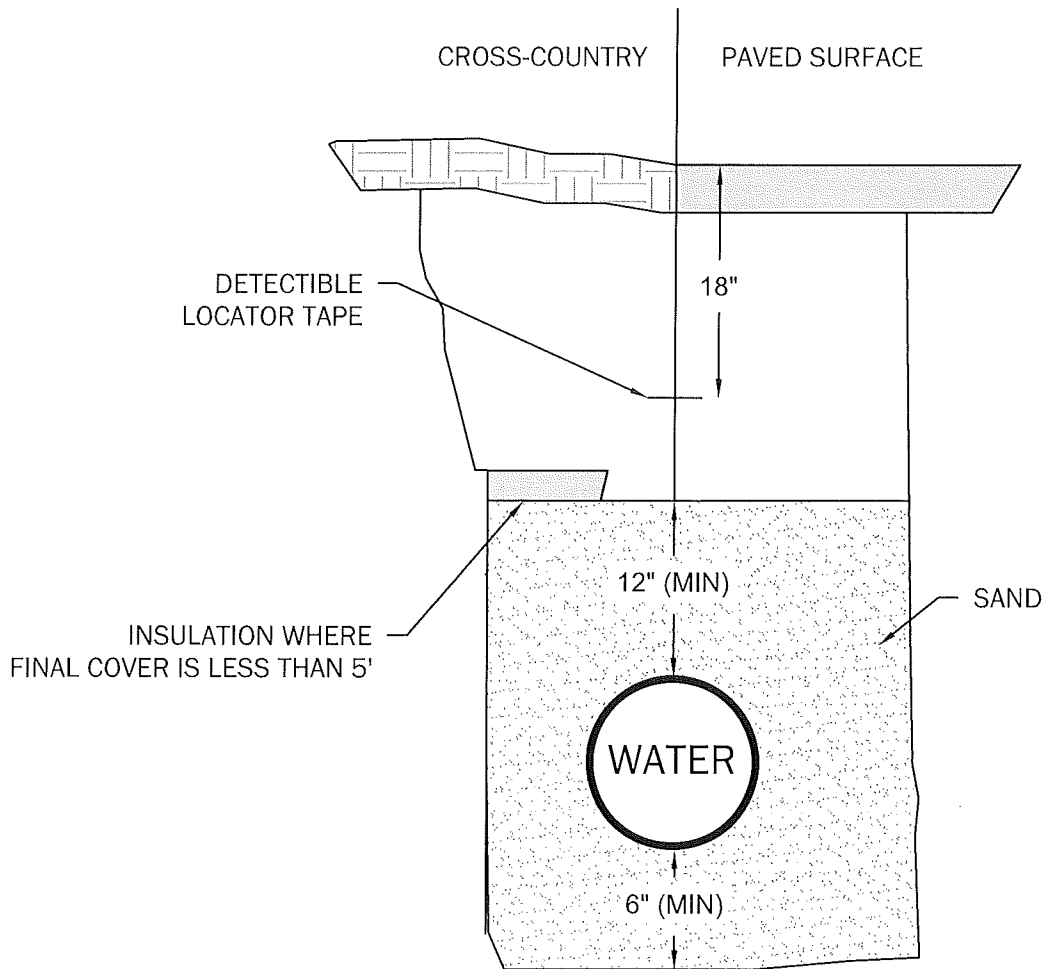 CROSS-COUNTRY
PAVED SURFACE
18"
DETECTIBLE
LOCATOR TAPE
12" (MIN)
SAND
INSULATION WHERE
FINAL COVER IS LESS THAN 5'
WATER
6" (MIN)